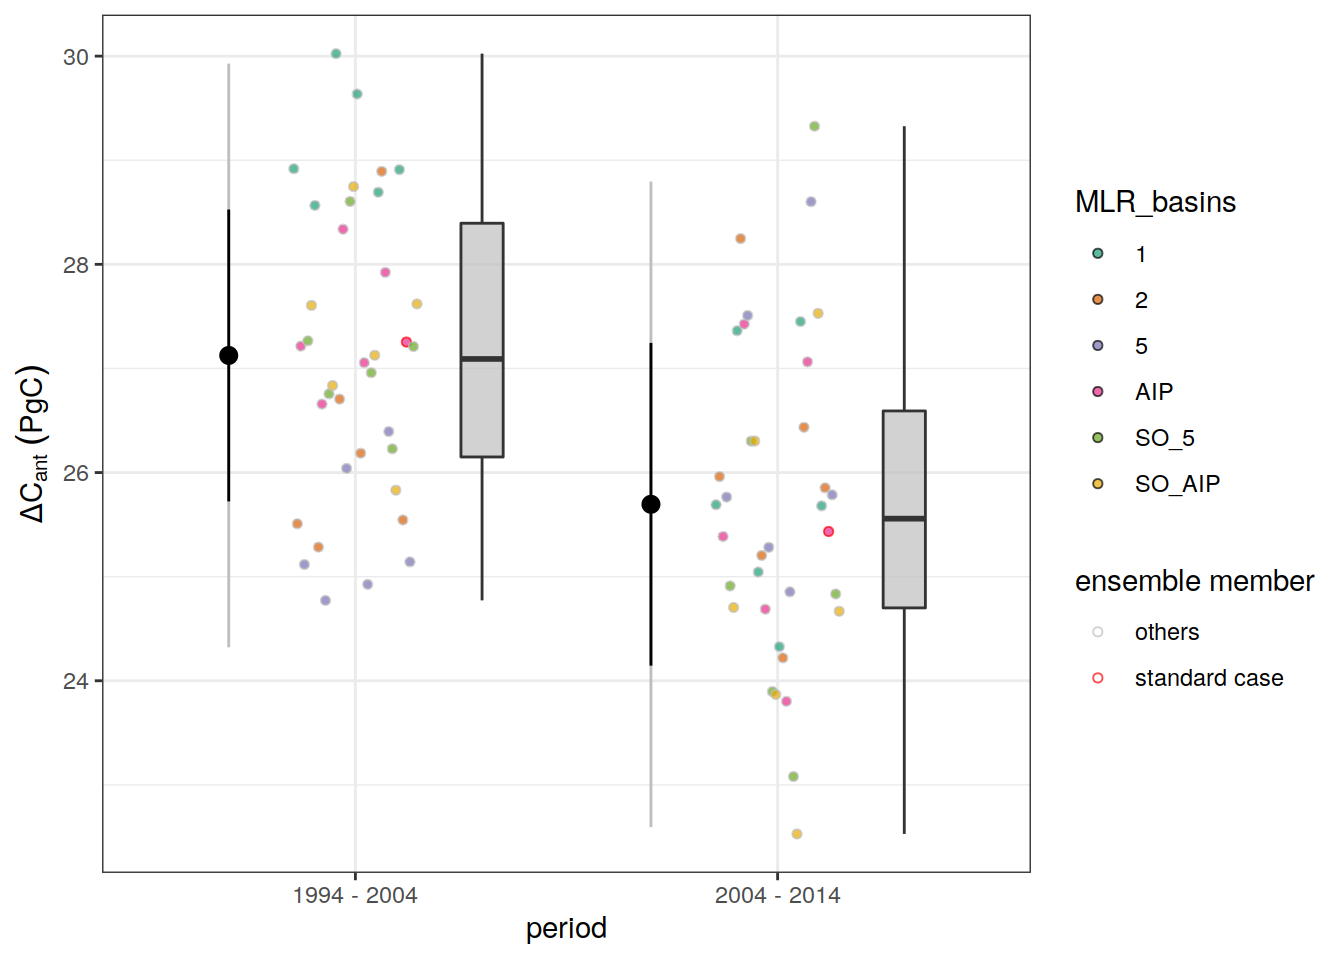 30
28
26
24
ΔCant (PgC)
1994 - 2004
2004 - 2014
period
MLR_basins
1
2
5
AIP
SO_5
SO_AIP
ensemble member
others
standard case